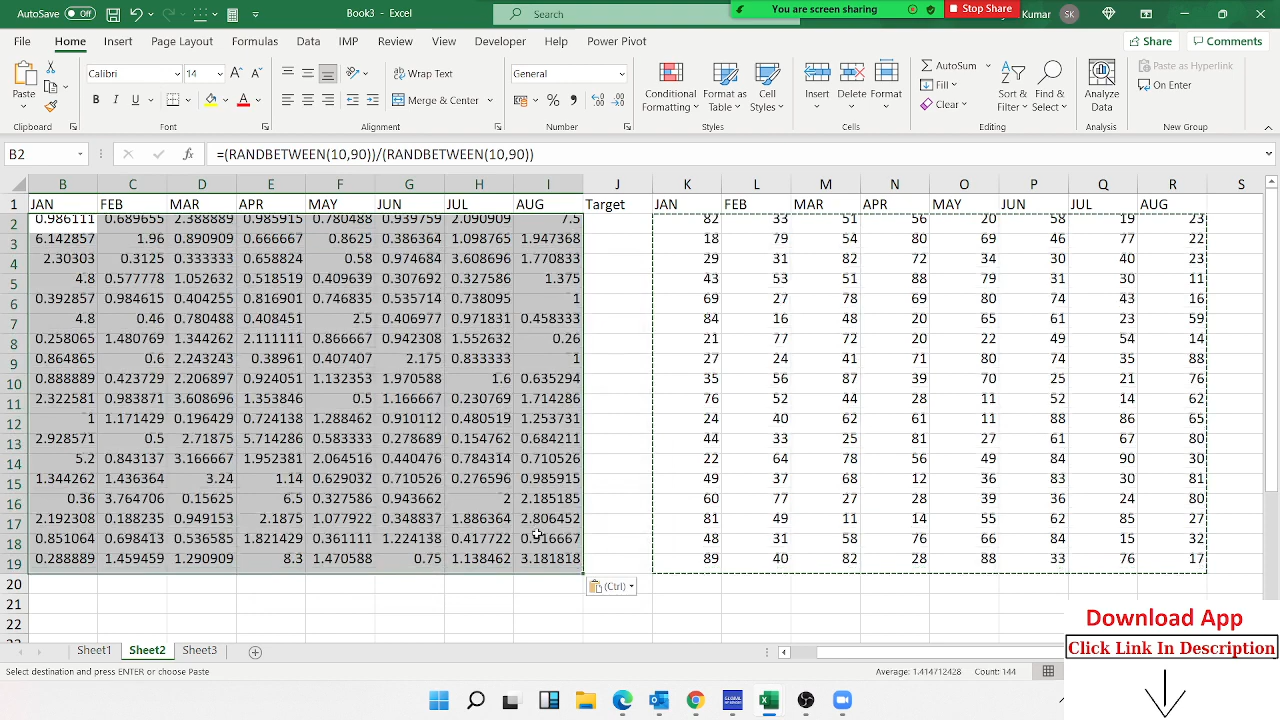 AutoSave Off Book1 - Excel Search You are screen sharing Stop Share Kumar SK
File Home Insert Page Layout Formulas Data IMP Review View Developer Help Power Pivot Share Comments
Paste Calibri 14 Wrap Text General Conditional Formatting Format as Table Cell Styles Insert Delete Format AutoSum Fill Clear Sort & Filter Find & Select Analyze Data Paste as Hyperlink On Enter
B I U Merge & Center
Clipboard Font Alignment Number Styles Cells Editing Analysis New Group
B2 fx =(RANDBETWEEN(10,90))/(RANDBETWEEN(10,90))
B C D E F G H I J K L M N O P Q R S
1 JAN FEB MAR APR MAY JUN JUL AUG Target JAN FEB MAR APR MAY JUN JUL AUG
2 0.986111 0.689655 2.388889 0.985915 0.780488 0.939759 2.090909 7.5 82 33 51 56 20 58 19 23
3 6.142857 1.96 0.890909 0.666667 0.8625 0.386364 1.098765 1.947368 18 79 54 80 69 46 77 22
4 2.30303 0.3125 0.333333 0.658824 0.58 0.974684 3.608696 1.770833 29 31 82 72 34 30 40 23
5 4.8 0.577778 1.052632 0.518519 0.409639 0.307692 0.327586 1.375 43 53 51 88 79 31 30 11
6 0.392857 0.984615 0.404255 0.816901 0.746835 0.535714 0.738095 1 69 27 78 69 80 74 43 16
7 4.8 0.46 0.780488 0.408451 2.5 0.406977 0.971831 0.458333 84 16 48 20 65 61 23 59
8 0.258065 1.480769 1.344262 2.111111 0.866667 0.942308 1.552632 0.26 21 77 72 20 22 49 54 14
9 0.864865 0.6 2.243243 0.38961 0.407407 2.175 0.833333 1 27 24 41 71 80 74 35 88
10 0.888889 0.423729 2.206897 0.924051 1.132353 1.970588 1.6 0.635294 35 56 87 39 70 25 21 76
11 2.322581 0.983871 3.608696 1.353846 0.5 1.166667 0.230769 1.714286 76 52 44 28 11 52 14 62
12 1 1.171429 0.196429 0.724138 1.288462 0.910112 0.480519 1.253731 24 40 62 61 11 88 86 65
13 2.928571 0.5 2.71875 5.714286 0.583333 0.278689 0.154762 0.684211 44 33 25 81 27 61 67 80
14 5.2 0.843137 3.166667 1.952381 2.064516 0.440476 0.784314 0.710526 22 64 78 56 49 84 90 30
15 1.344262 1.436364 3.24 1.14 0.629032 0.710526 0.276596 0.985915 49 37 68 12 36 83 30 81
16 0.36 3.764706 0.15625 6.5 0.327586 0.943662 2 2.185185 60 77 27 28 39 36 24 80
17 2.192308 0.188235 0.949153 2.1875 1.077922 0.348837 1.886364 2.806452 81 49 11 14 55 62 85 27
18 0.851064 0.698413 0.536585 1.821429 0.361111 1.224138 0.417722 0.916667 48 31 58 76 66 84 15 32
19 0.288889 1.459459 1.290909 8.3 1.470588 0.75 1.138462 3.181818 89 40 82 28 88 33 76 17
20 (Ctrl)
21
22
Download App
Click Link In Description
Sheet1 Sheet2 Sheet3
Select destination and press ENTER or choose Paste Average: 1.414712428 Count: 144